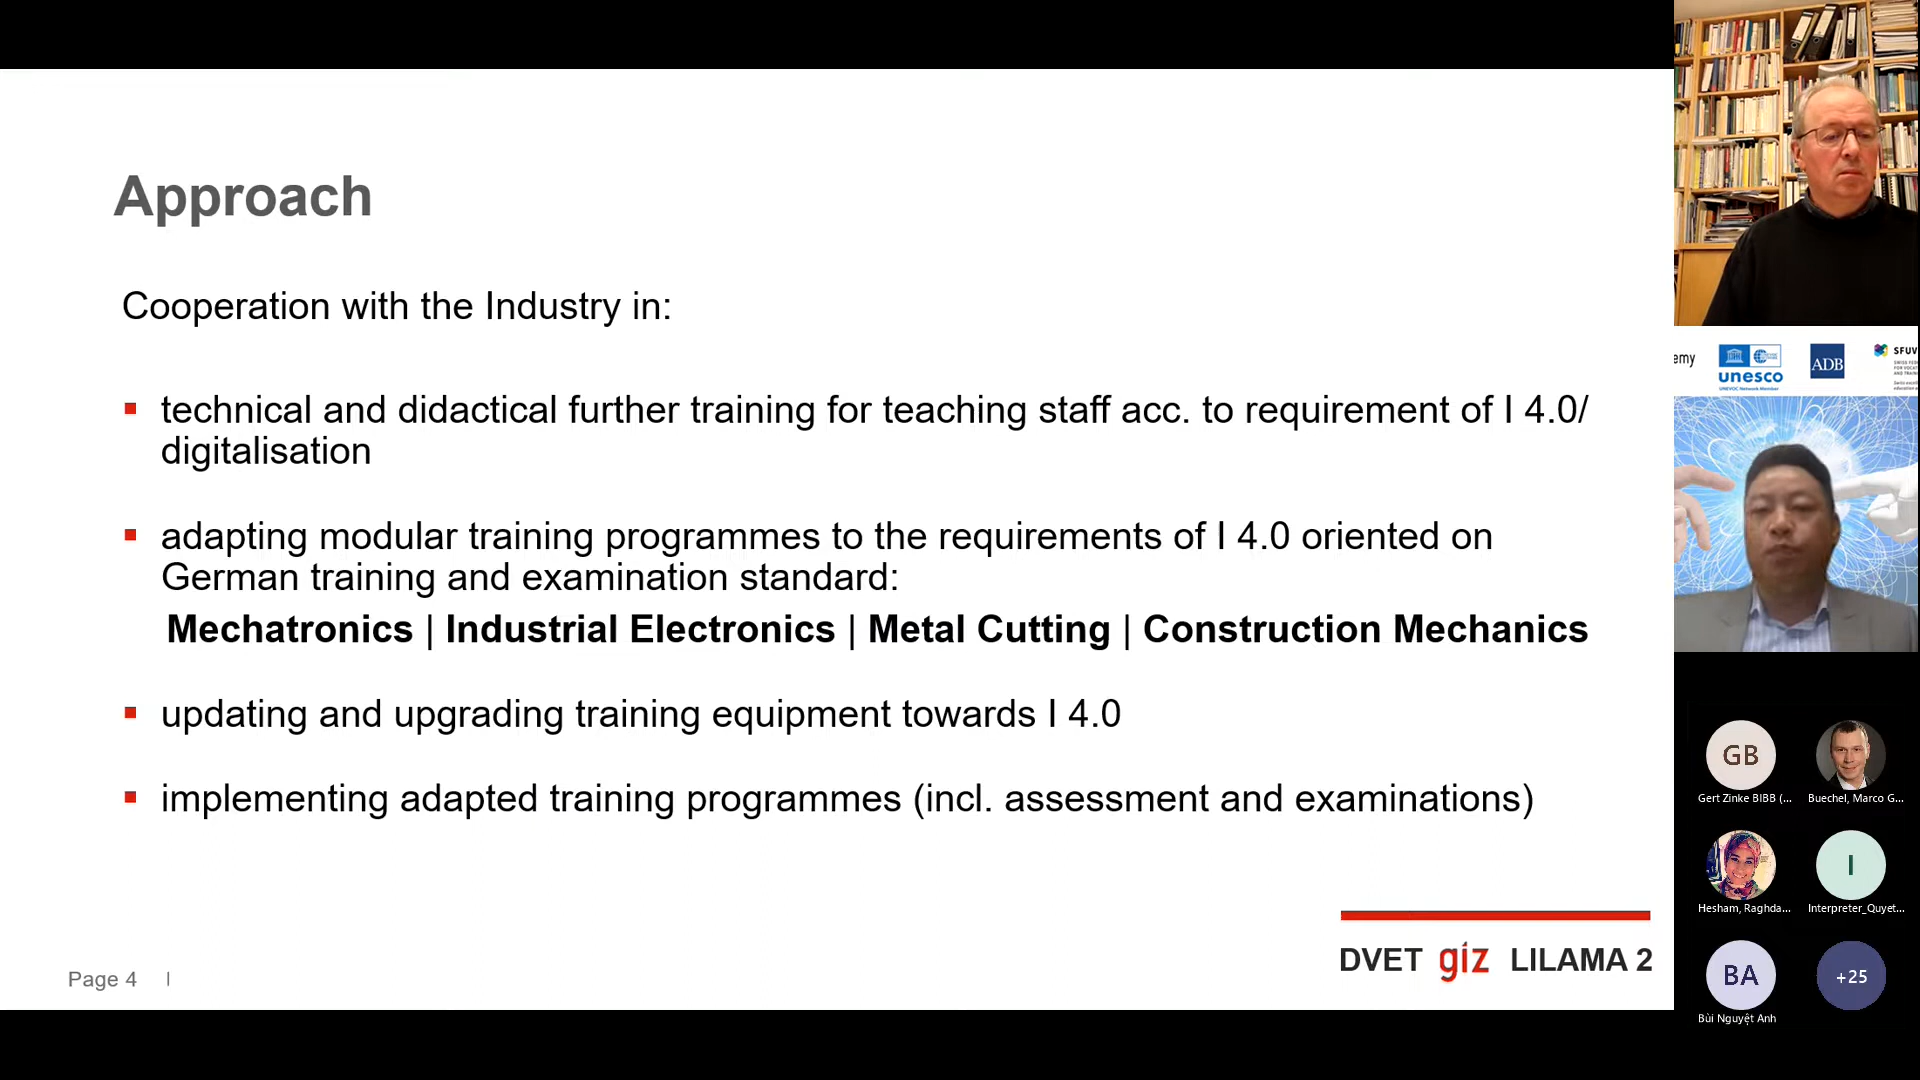 Approach
Cooperation with the Industry in:
technical and didactical further training for teaching staff acc. to requirement of I 4.0/
digitalisation
adapting modular training programmes to the requirements of I 4.0 oriented on
German training and examination standard:
Mechatronics | Industrial Electronics | Metal Cutting | Construction Mechanics
updating and upgrading training equipment towards I 4.0
implementing adapted training programmes (incl. assessment and examinations)
DVET giz LILAMA 2
Page 4 |
emy
unesco
ADB
SFUV
GB
Gert Zinke BIBB (...
Buechel, Marco G...
Hesham, Raghda...
I
Interpreter_Quyet...
BA
Bùi Nguyệt Anh
+25